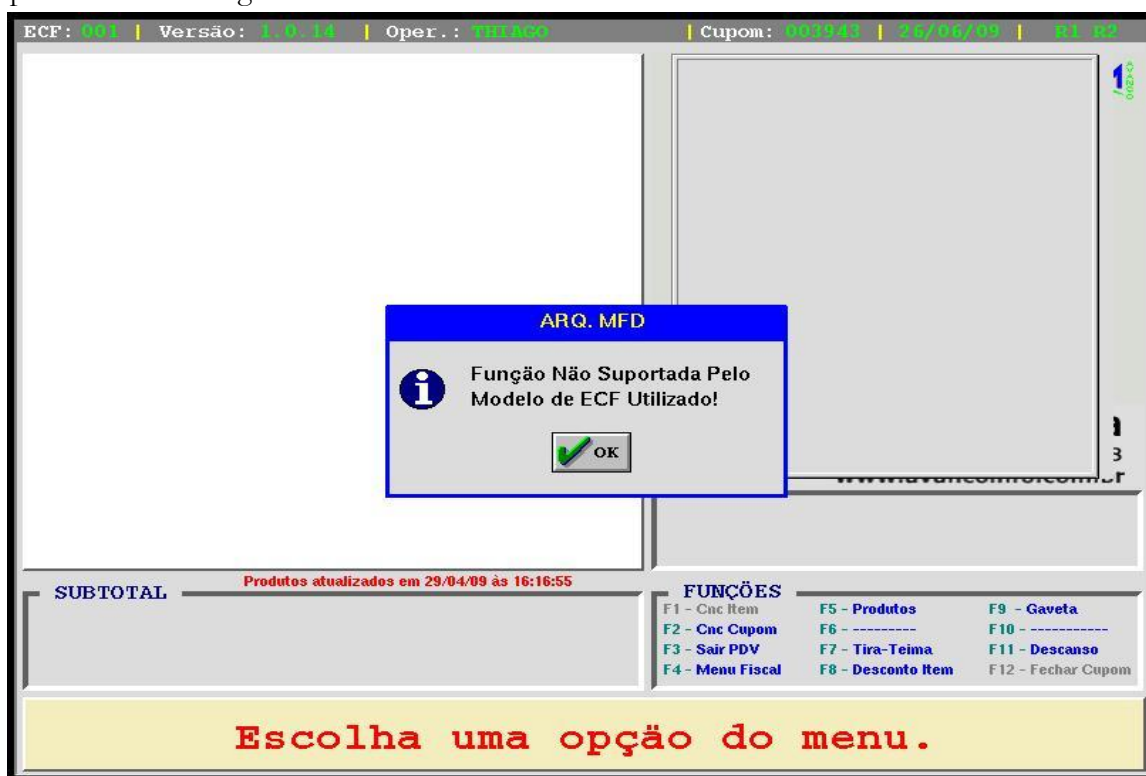 ECF: 001 | Versão: 1.0.14 | Oper.: THIAGO | Cupom: 003943 | 26/06/09 | R1 R2
ARQ. MFD
Função Não Suportada Pelo
Modelo de ECF Utilizado!
OK
Produtos atualizados em 29/04/09 às 16:16:55
SUBTOTAL
FUNÇÕES
F1 - Cnc Item F5 - Produtos F9 - Gaveta
F2 - Cnc Cupom F6 - --------- F10 - -----------
F3 - Sair PDV F7 - Tira-Teima F11 - Descanso
F4 - Menu Fiscal F8 - Desconto Item F12 - Fechar Cupom
Escolha uma opção do menu.